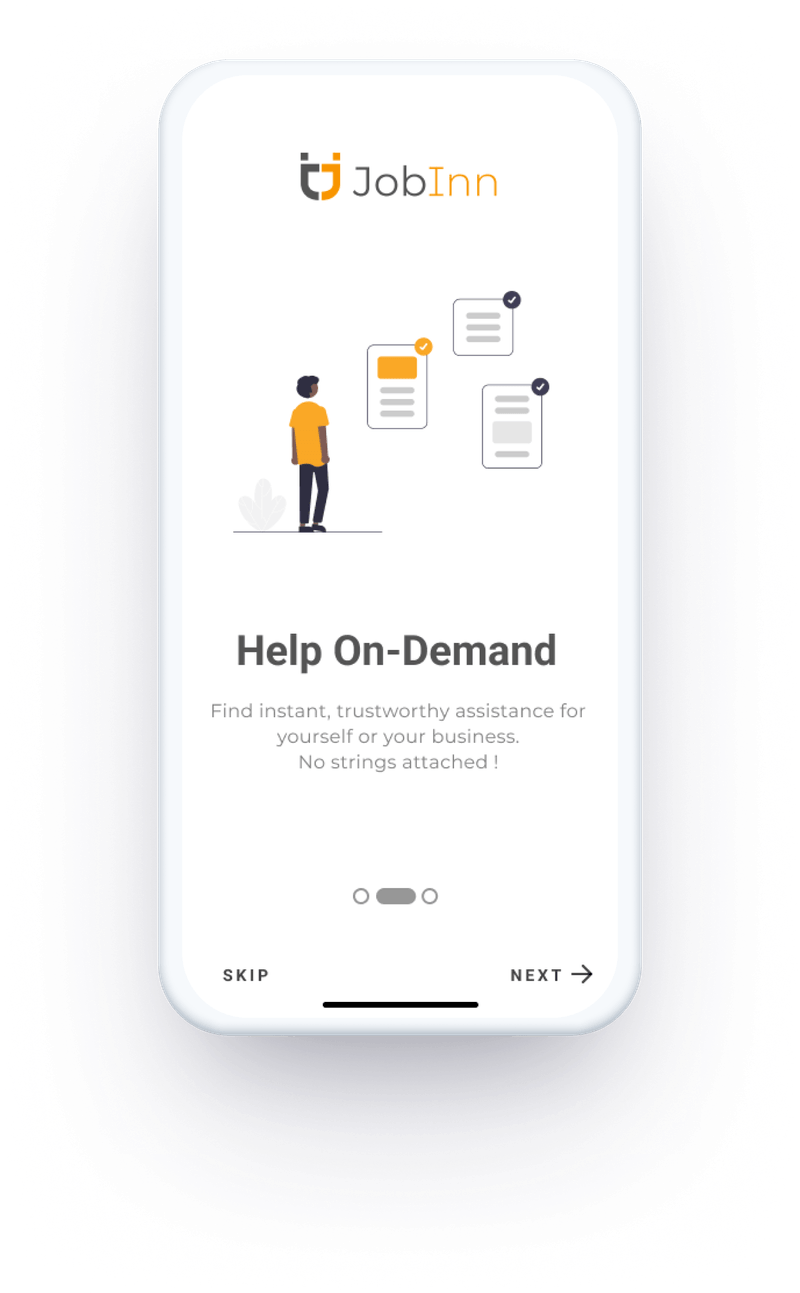 JobInn
Help On-Demand
Find instant, trustworthy assistance for
yourself or your business.
No strings attached !
SKIP
NEXT